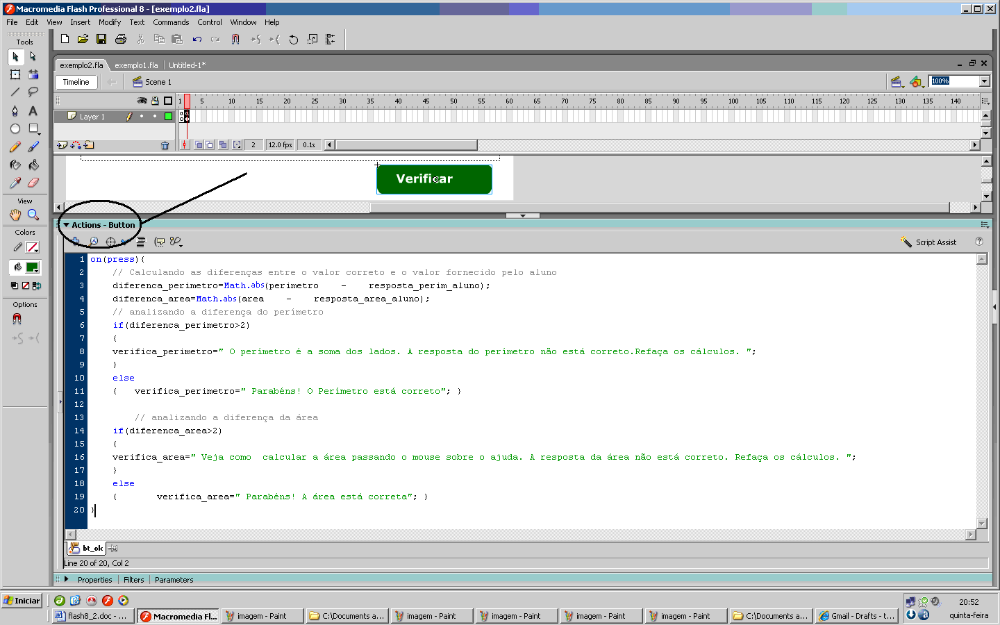 Macromedia Flash Professional 8 - [exemplo2.fla]
File Edit View Insert Modify Text Commands Control Window Help
Tools
exemplo2.fla exemplo1.fla Untitled-1*
Timeline Scene 1 100%
1 5 10 15 20 25 30 35 40 45 50 55 60 65 70 75 80 85 90 95 100 105 110 115 120 125 130 135 140
Layer 1
2 12.0 fps 0.1s
Verificar
View
Colors
Options
Actions - Button
Script Assist
1 on(press){
2 // Calculando as diferenças entre o valor correto e o valor fornecido pelo aluno
3 diferenca_perimetro=Math.abs(perimetro - resposta_perim_aluno);
4 diferenca_area=Math.abs(area - resposta_area_aluno);
5 // analizando a diferença do perímetro
6 if(diferenca_perimetro>2)
7 {
8 verifica_perimetro=" O perímetro é a soma dos lados. A resposta do perímetro não está correto.Refaça os cálculos. ";
9 }
10 else
11 { verifica_perimetro=" Parabéns! O Perímetro está correto"; }
12
13 // analizando a diferença da área
14 if(diferenca_area>2)
15 {
16 verifica_area=" Veja como  calcular a área passando o mouse sobre o ajuda. A resposta da área não está correto. Refaça os cálculos. ";
17 }
18 else
19 { verifica_area=" Parabéns! A área está correta"; }
20 }
bt_ok
Line 20 of 20, Col 2
Properties Filters Parameters
Iniciar
20:52
flash8_2.doc - ... Macromedia Fl... imagem - Paint C:\Documents a... imagem - Paint imagem - Paint imagem - Paint imagem - Paint C:\Documents a... Gmail - Drafts - t...
quinta-feira